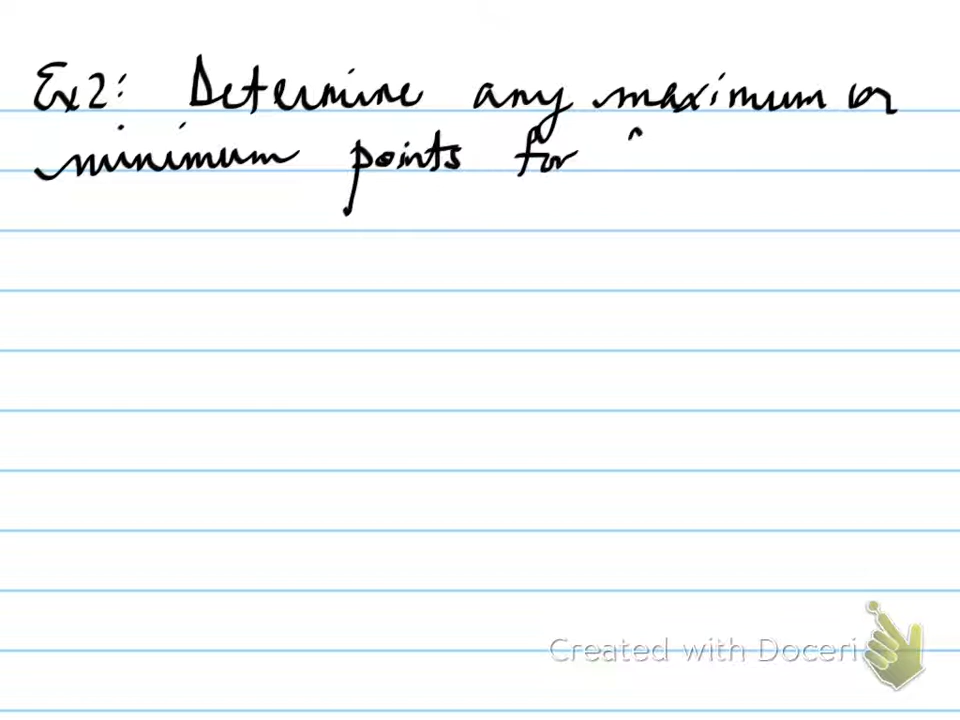 Ex2: Determine any maximum or
minimum points for
Created with Doceri